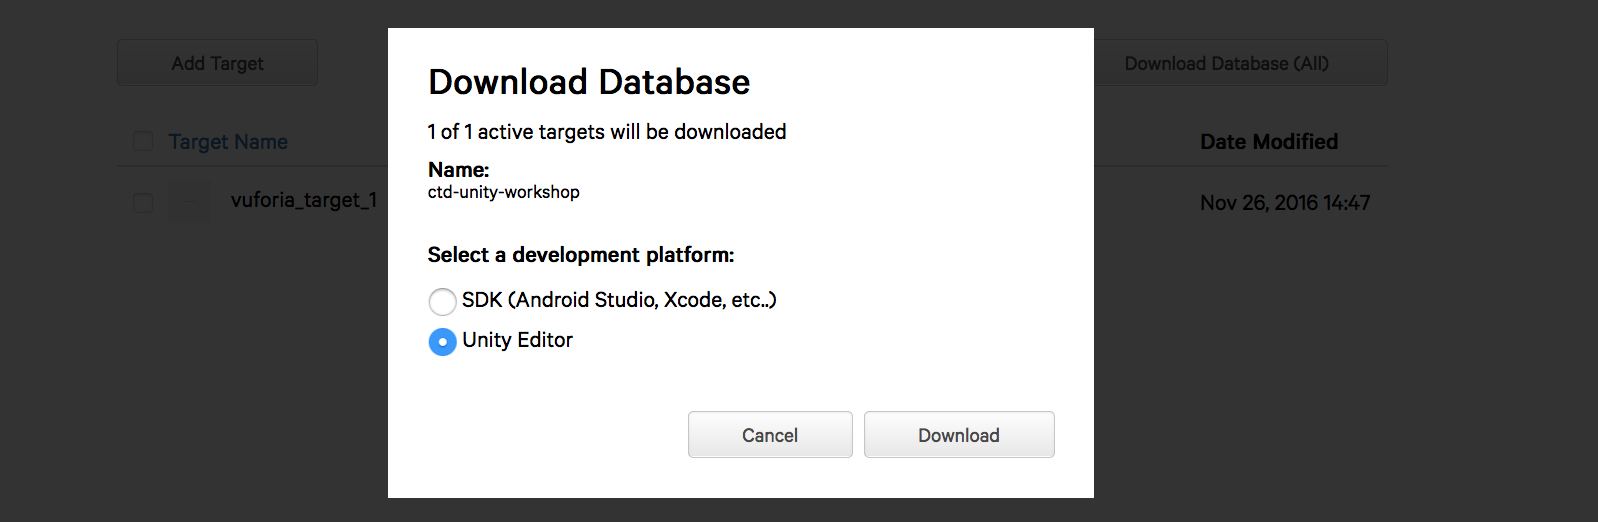 Add Target
Download Database (All)
Target Name
Date Modified
vuforia_target_1
Nov 26, 2016 14:47
Download Database
1 of 1 active targets will be downloaded
Name:
ctd-unity-workshop
Select a development platform:
SDK (Android Studio, Xcode, etc..)
Unity Editor
Cancel
Download